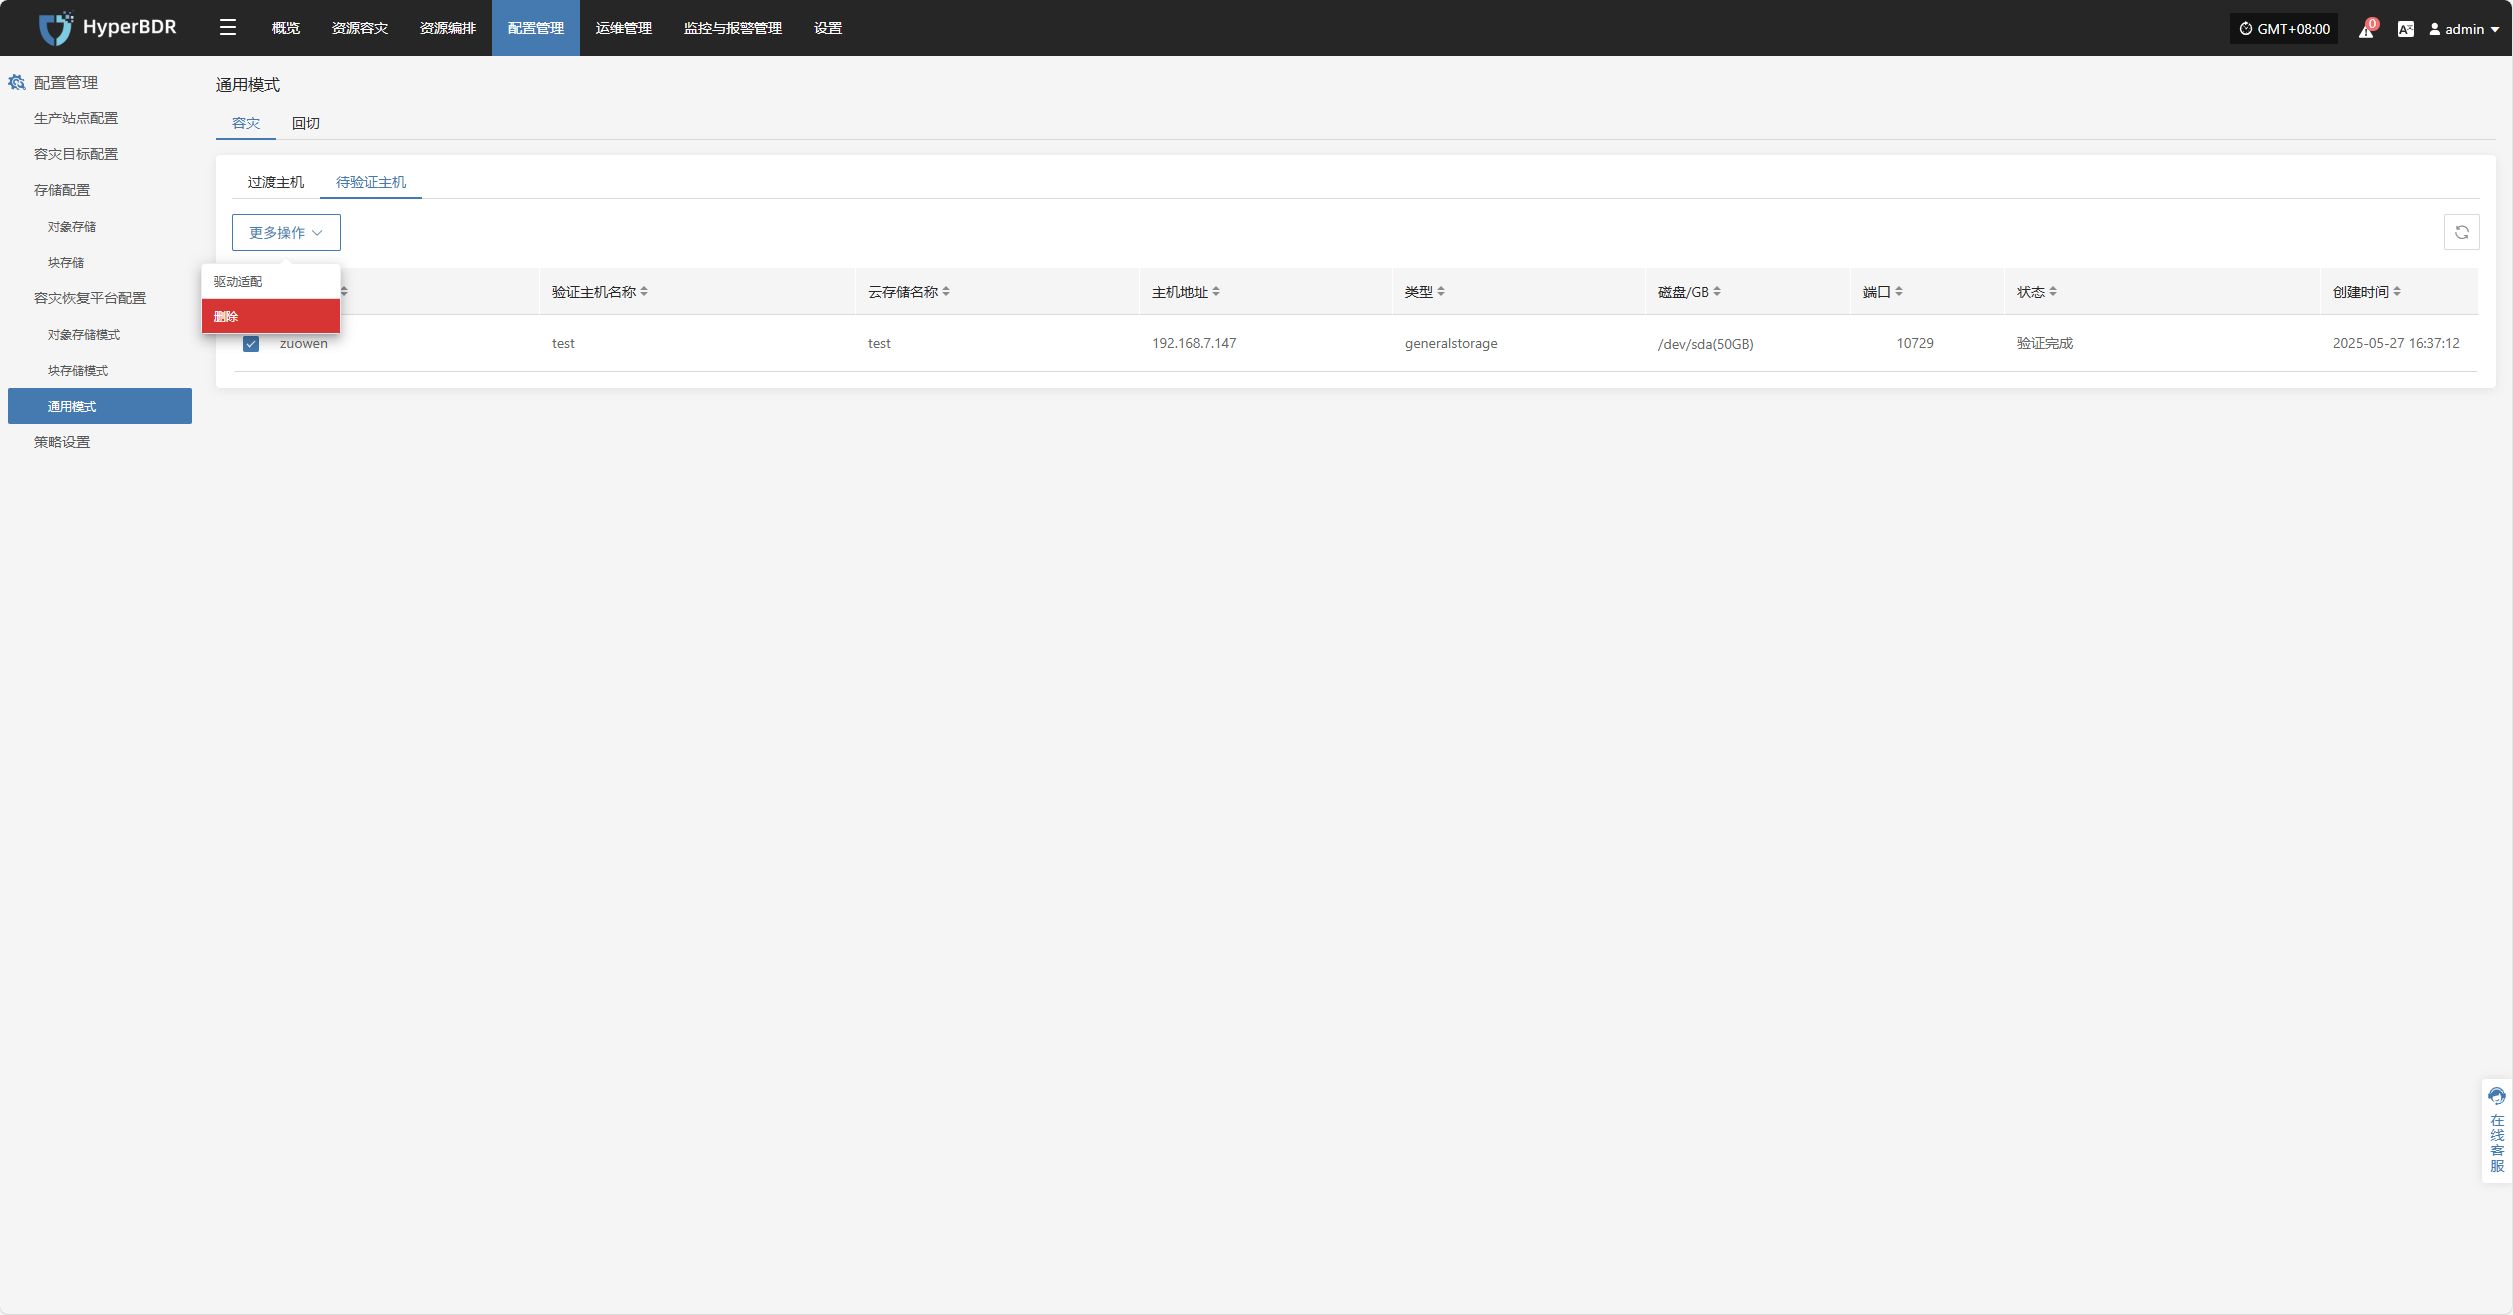 HyperBDR
概览
资源容灾
资源编排
配置管理
运维管理
监控与报警管理
设置
GMT+08:00
0
admin
配置管理
生产站点配置
容灾目标配置
存储配置
对象存储
块存储
容灾恢复平台配置
对象存储模式
块存储模式
通用模式
策略设置
通用模式
容灾 回切
过渡主机 待验证主机
更多操作
驱动适配
删除
验证主机名称 云存储名称 主机地址 类型 磁盘/GB 端口 状态 创建时间
zuowen test test 192.168.7.147 generalstorage /dev/sda(50GB) 10729 验证完成 2025-05-27 16:37:12
在线客服